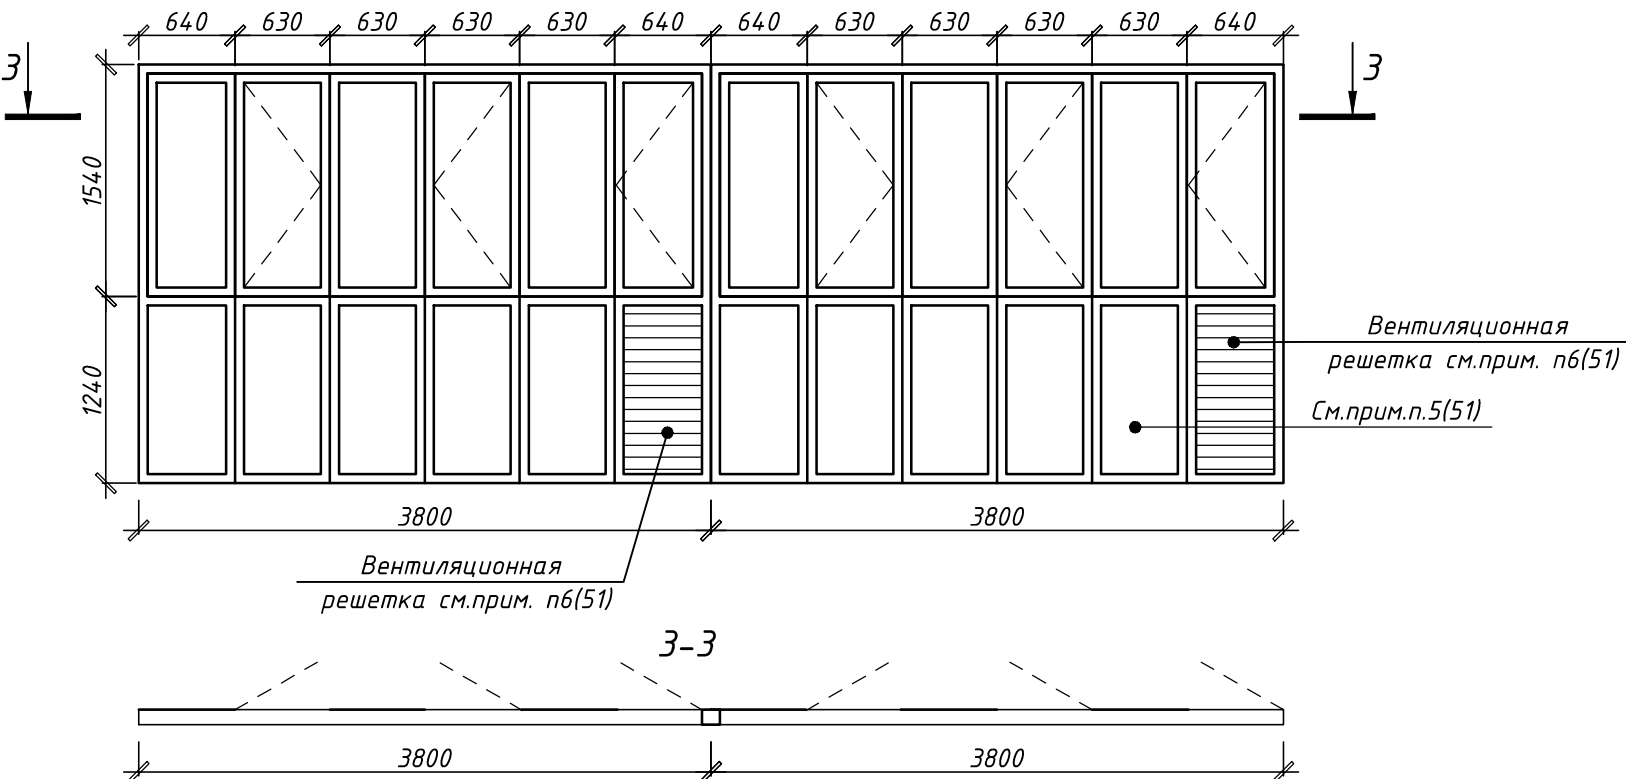 640 630 630 630 630 640 640 630 630 630 630 640
3 3
1540
Вентиляционная
решетка см.прим. п6(51)
1240
См.прим.п.5(51)
3800 3800
Вентиляционная
решетка см.прим. п6(51)
3-3
3800 3800